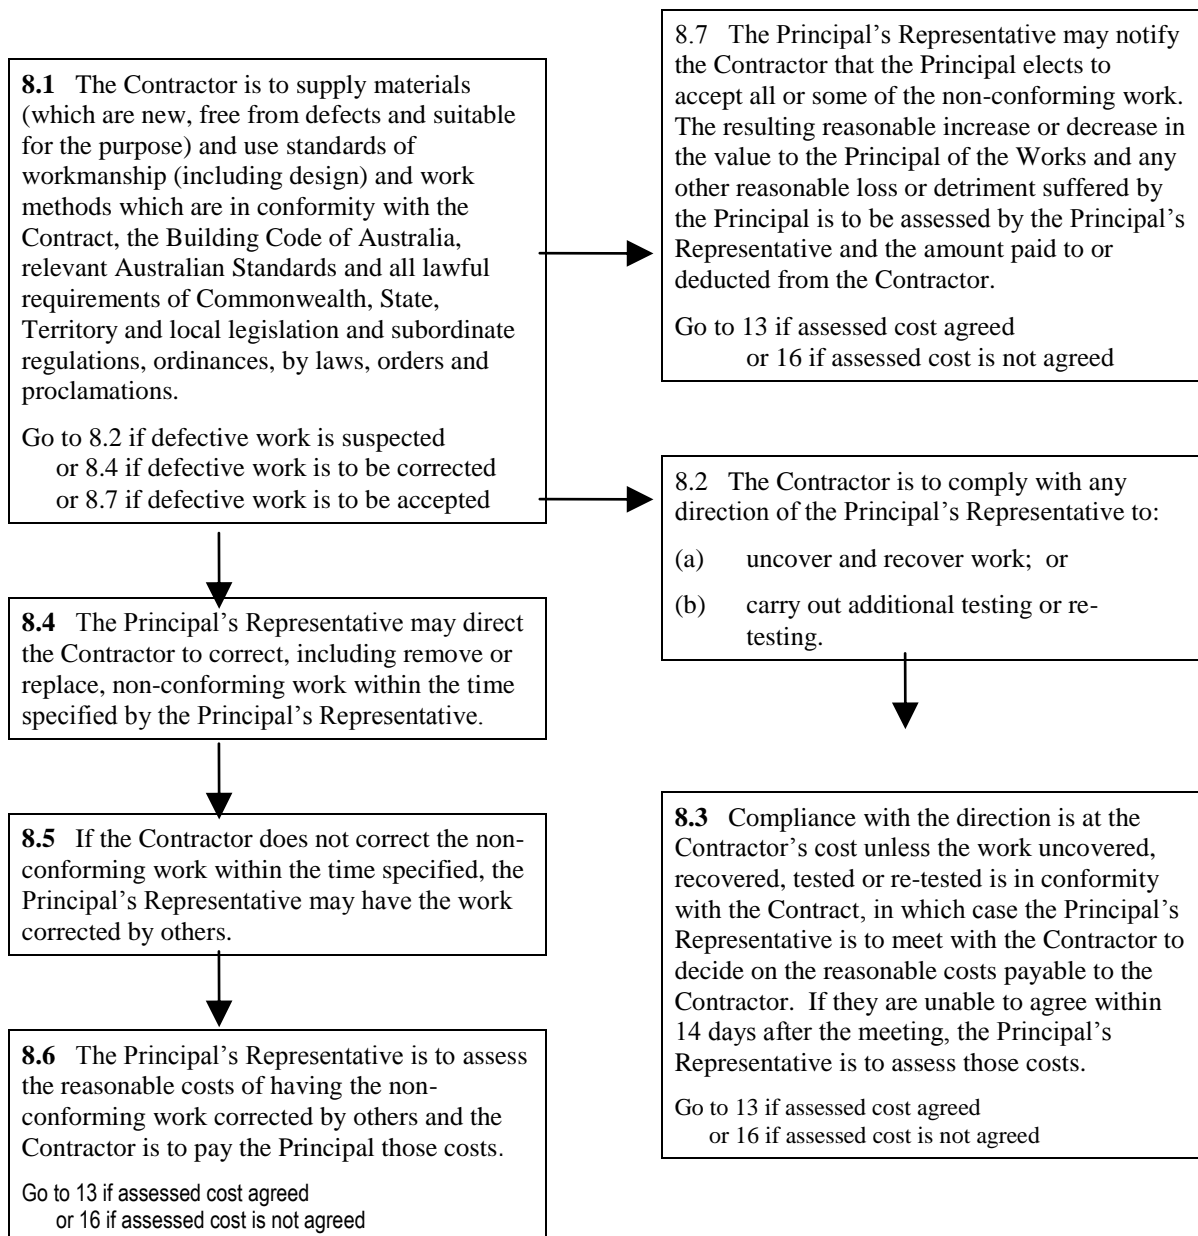 8.1 The Contractor is to supply materials
(which are new, free from defects and suitable
for the purpose) and use standards of
workmanship (including design) and work
methods which are in conformity with the
Contract, the Building Code of Australia,
relevant Australian Standards and all lawful
requirements of Commonwealth, State,
Territory and local legislation and subordinate
regulations, ordinances, by laws, orders and
proclamations.
Go to 8.2 if defective work is suspected
or 8.4 if defective work is to be corrected
or 8.7 if defective work is to be accepted
8.7 The Principal’s Representative may notify
the Contractor that the Principal elects to
accept all or some of the non-conforming work.
The resulting reasonable increase or decrease in
the value to the Principal of the Works and any
other reasonable loss or detriment suffered by
the Principal is to be assessed by the Principal’s
Representative and the amount paid to or
deducted from the Contractor.
Go to 13 if assessed cost agreed
or 16 if assessed cost is not agreed
8.2 The Contractor is to comply with any
direction of the Principal’s Representative to:
(a) uncover and recover work; or
(b) carry out additional testing or re-
testing.
8.4 The Principal’s Representative may direct
the Contractor to correct, including remove or
replace, non-conforming work within the time
specified by the Principal’s Representative.
8.5 If the Contractor does not correct the non-
conforming work within the time specified, the
Principal’s Representative may have the work
corrected by others.
8.3 Compliance with the direction is at the
Contractor’s cost unless the work uncovered,
recovered, tested or re-tested is in conformity
with the Contract, in which case the Principal’s
Representative is to meet with the Contractor to
decide on the reasonable costs payable to the
Contractor. If they are unable to agree within
14 days after the meeting, the Principal’s
Representative is to assess those costs.
Go to 13 if assessed cost agreed
or 16 if assessed cost is not agreed
8.6 The Principal’s Representative is to assess
the reasonable costs of having the non-
conforming work corrected by others and the
Contractor is to pay the Principal those costs.
Go to 13 if assessed cost agreed
or 16 if assessed cost is not agreed